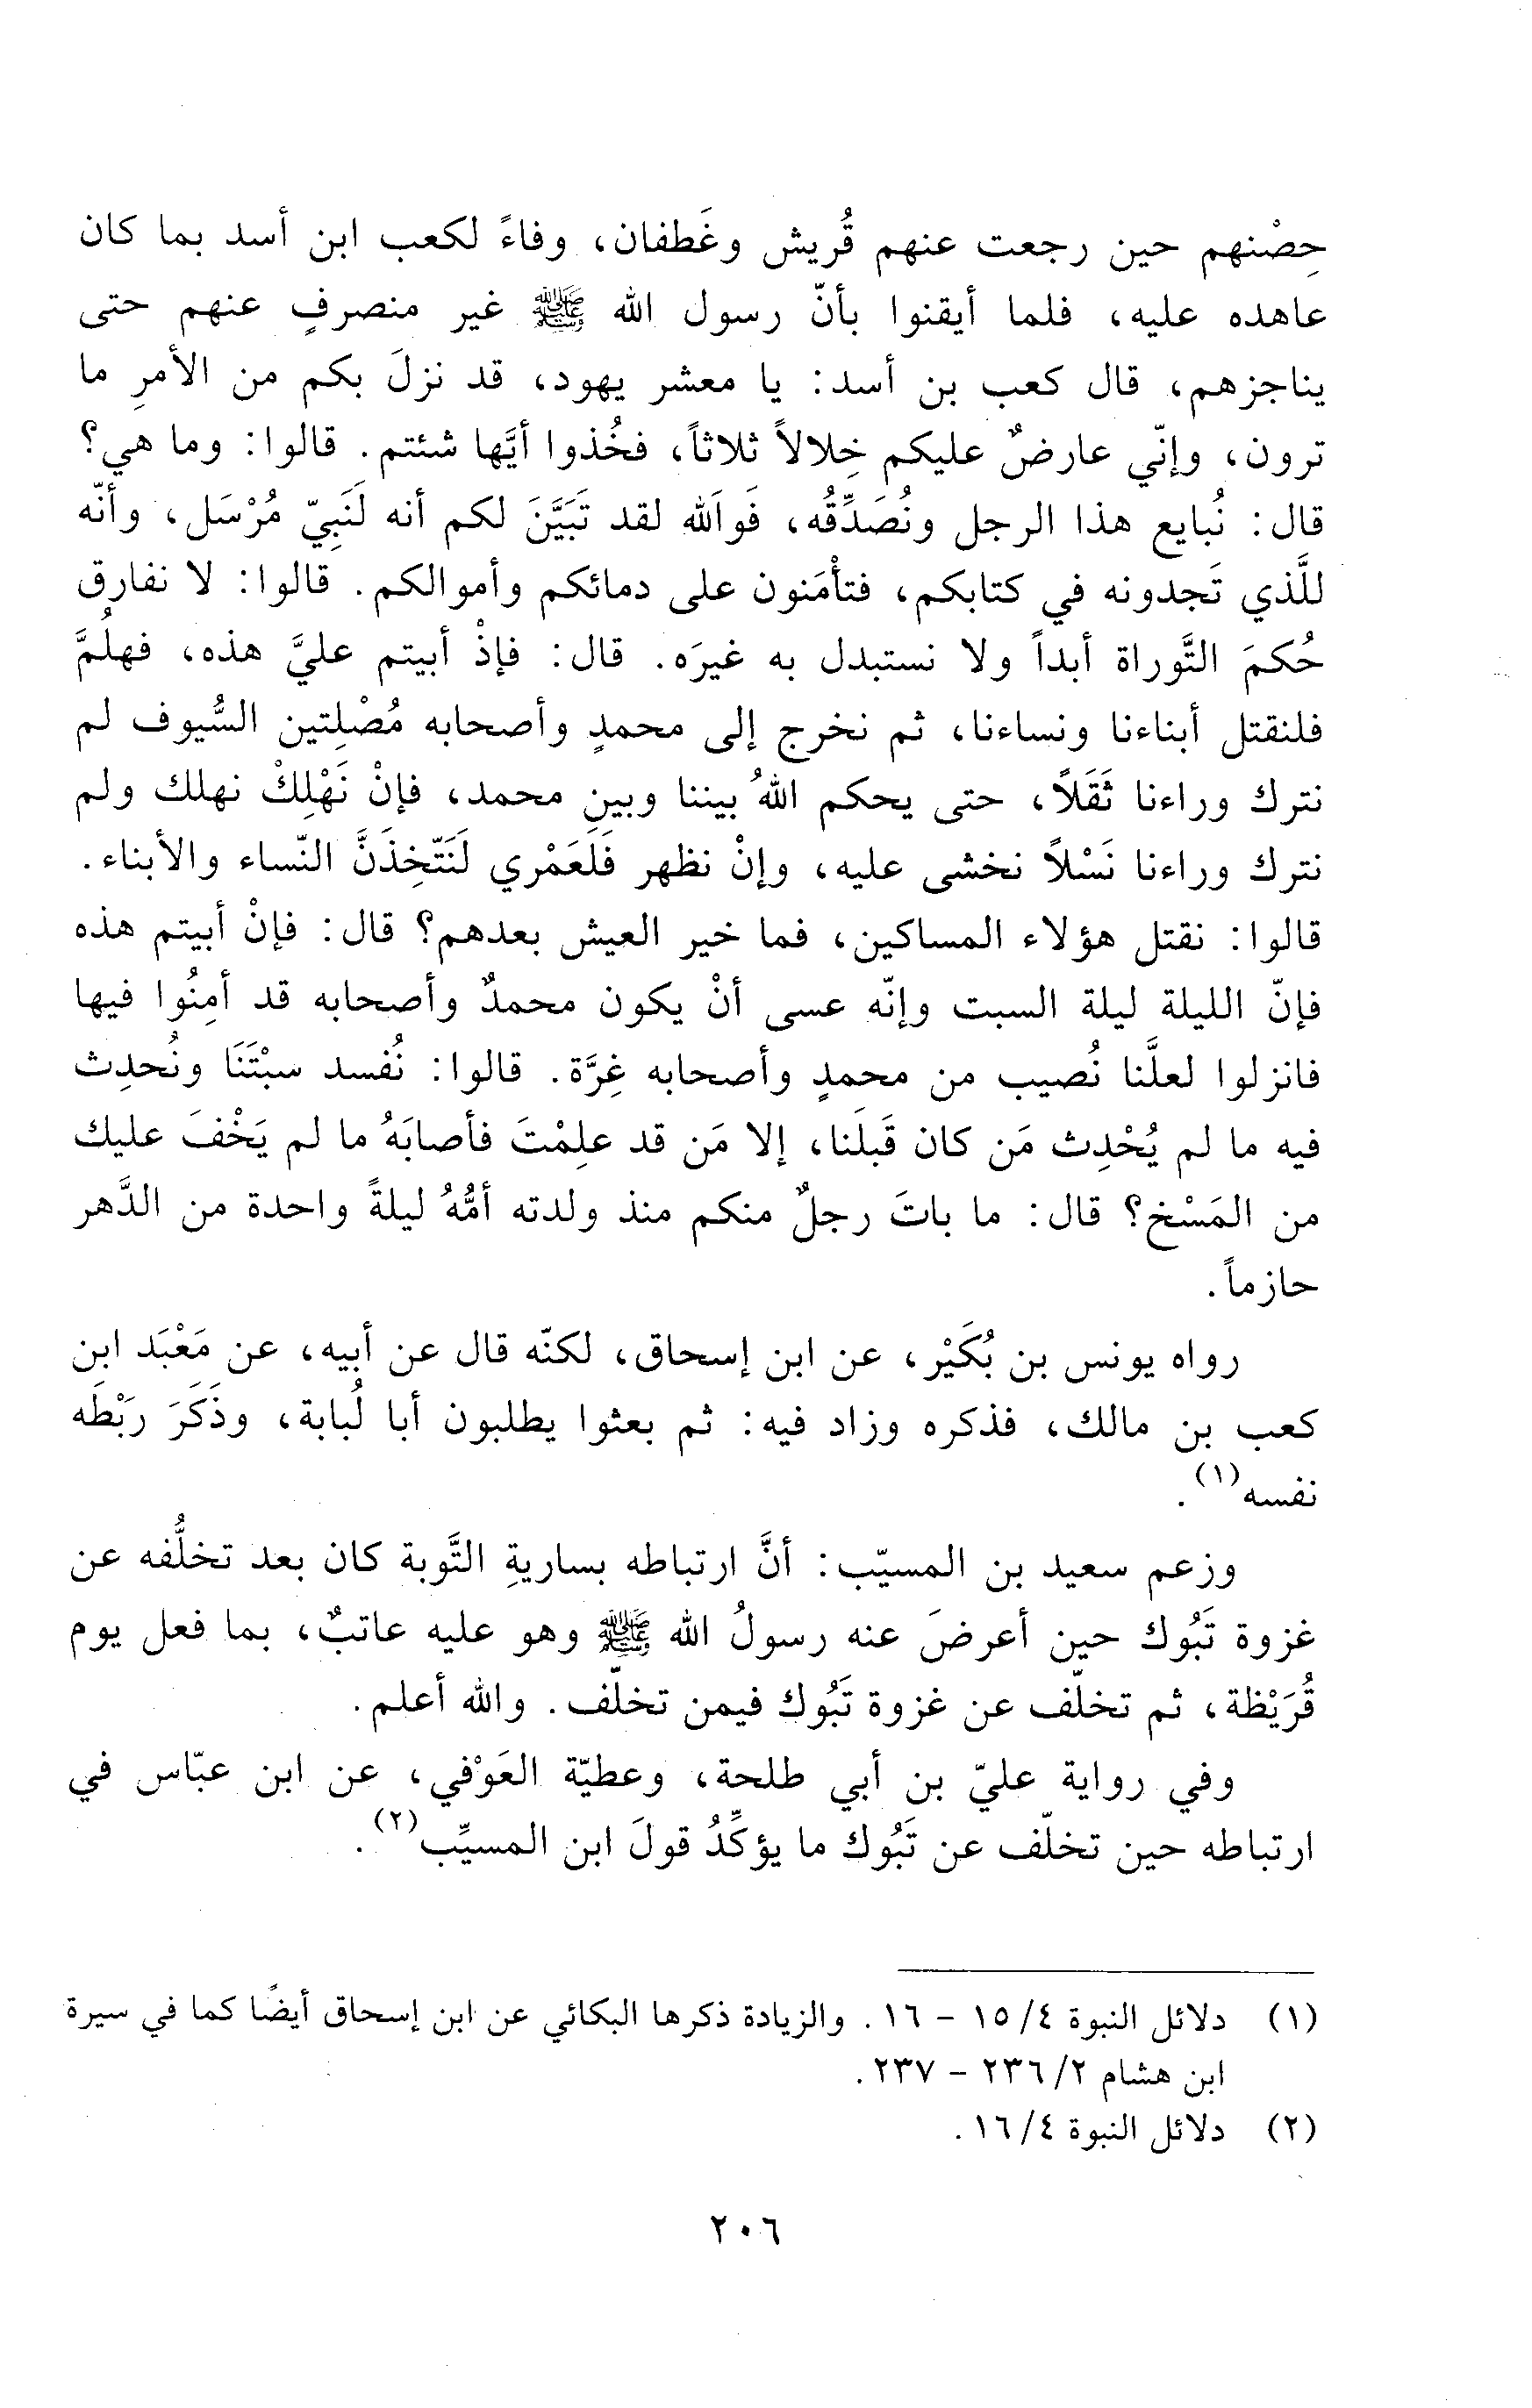 حِصْنهم حين رجعت عنهم قُريش وغَطفان، وفاءً لكعب ابن أسد بما كان
عاهده عليه، فلما أيقنوا بأنّ رسول الله ﷺ غير منصرفٍ عنهم حتى
يناجزهم، قال كعب بن أسد: يا معشر يهود، قد نزلَ بكم من الأمرِ ما
ترون، وإنّي عارضٌ عليكم خِلالاً ثلاثاً، فخُذوا أيَّها شئتم. قالوا: وما هي؟
قال: نُبايع هذا الرجل ونُصَدِّقُه، فَوَالله لقد تَبَيَّنَ لكم أنه لَنَبِيّ مُرْسَل، وأنّه
للَّذي تَجدونه في كتابكم، فتأْمَنون على دمائكم وأموالكم. قالوا: لا نفارق
حُكمَ التَّوراة أبداً ولا نستبدل به غيرَه. قال: فإذْ أبيتم عليَّ هذه، فهلُمَّ
فلنقتل أبناءنا ونساءنا، ثم نخرج إلى محمدٍ وأصحابه مُصْلِتين السُّيوف لم
نترك وراءنا ثَقَلاً، حتى يحكم اللهُ بيننا وبين محمد، فإنْ نَهْلِكْ نهلك ولم
نترك وراءنا نَسْلاً نخشى عليه، وإنْ نظهر فَلَعَمْري لَنَتّخِذَنَّ النّساء والأبناء.
قالوا: نقتل هؤلاء المساكين، فما خير العيش بعدهم؟ قال: فإنْ أبيتم هذه
فإنّ الليلة ليلة السبت وإنّه عسى أنْ يكون محمدٌ وأصحابه قد أمِنُوا فيها
فانزلوا لعلَّنا نُصيب من محمدٍ وأصحابه غِرَّة. قالوا: نُفسد سبْتَنَا ونُحدِث
فيه ما لم يُحْدِث مَن كان قَبلَنا، إلا مَن قد علِمْتَ فأصابَهُ ما لم يَخْفَ عليك
من المَسْخ؟ قال: ما باتَ رجلٌ منكم منذ ولدته أمُّهُ ليلةً واحدة من الدَّهر
حازماً.
رواه يونس بن بُكَيْر، عن ابن إسحاق، لكنّه قال عن أبيه، عن مَعْبَد ابن
كعب بن مالك، فذكره وزاد فيه: ثم بعثوا يطلبون أبا لُبابة، وذَكَرَ رَبْطَه
نفسه(١).
وزعم سعيد بن المسيّب: أنَّ ارتباطه بساريةِ التَّوبة كان بعد تخلُّفه عن
غزوة تَبُوك حين أعرضَ عنه رسولُ الله ﷺ وهو عليه عاتبٌ، بما فعل يوم
قُرَيْظة، ثم تخلّف عن غزوة تَبُوك فيمن تخلّف. والله أعلم.
وفي رواية عليّ بن أبي طلحة، وعطيّة العَوْفي، عن ابن عبّاس في
ارتباطه حين تخلّف عن تَبُوك ما يؤكِّدُ قولَ ابن المسيِّب(٢).
(١) دلائل النبوة ٤/ ١٥ - ١٦. والزيادة ذكرها البكائي عن ابن إسحاق أيضًا كما في سيرة
ابن هشام ٢/ ٢٣٦ - ٢٣٧.
(٢) دلائل النبوة ٤/ ١٦.
٢٠٦